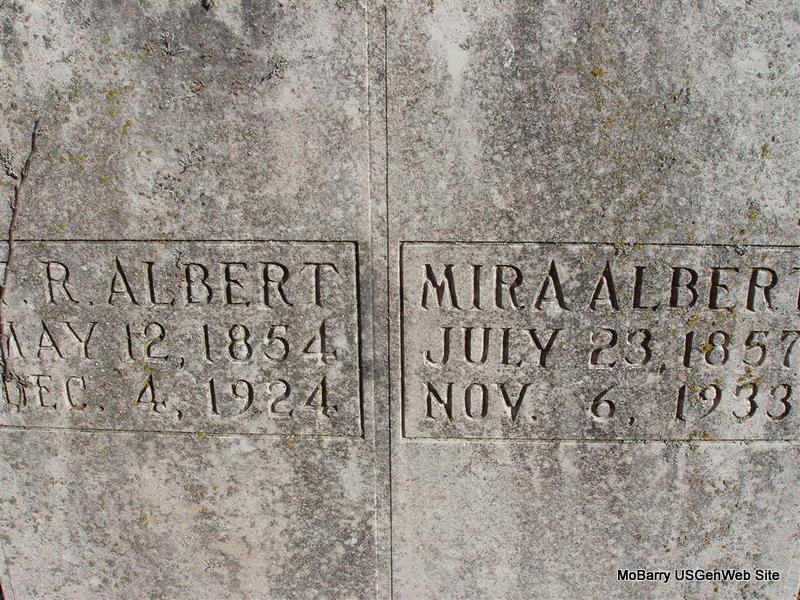 . R. ALBERT
MAY 12, 1854
DEC. 4, 1924
MIRA ALBERT
JULY 23, 1857
NOV. 6, 1933
MoBarry USGenWeb Site